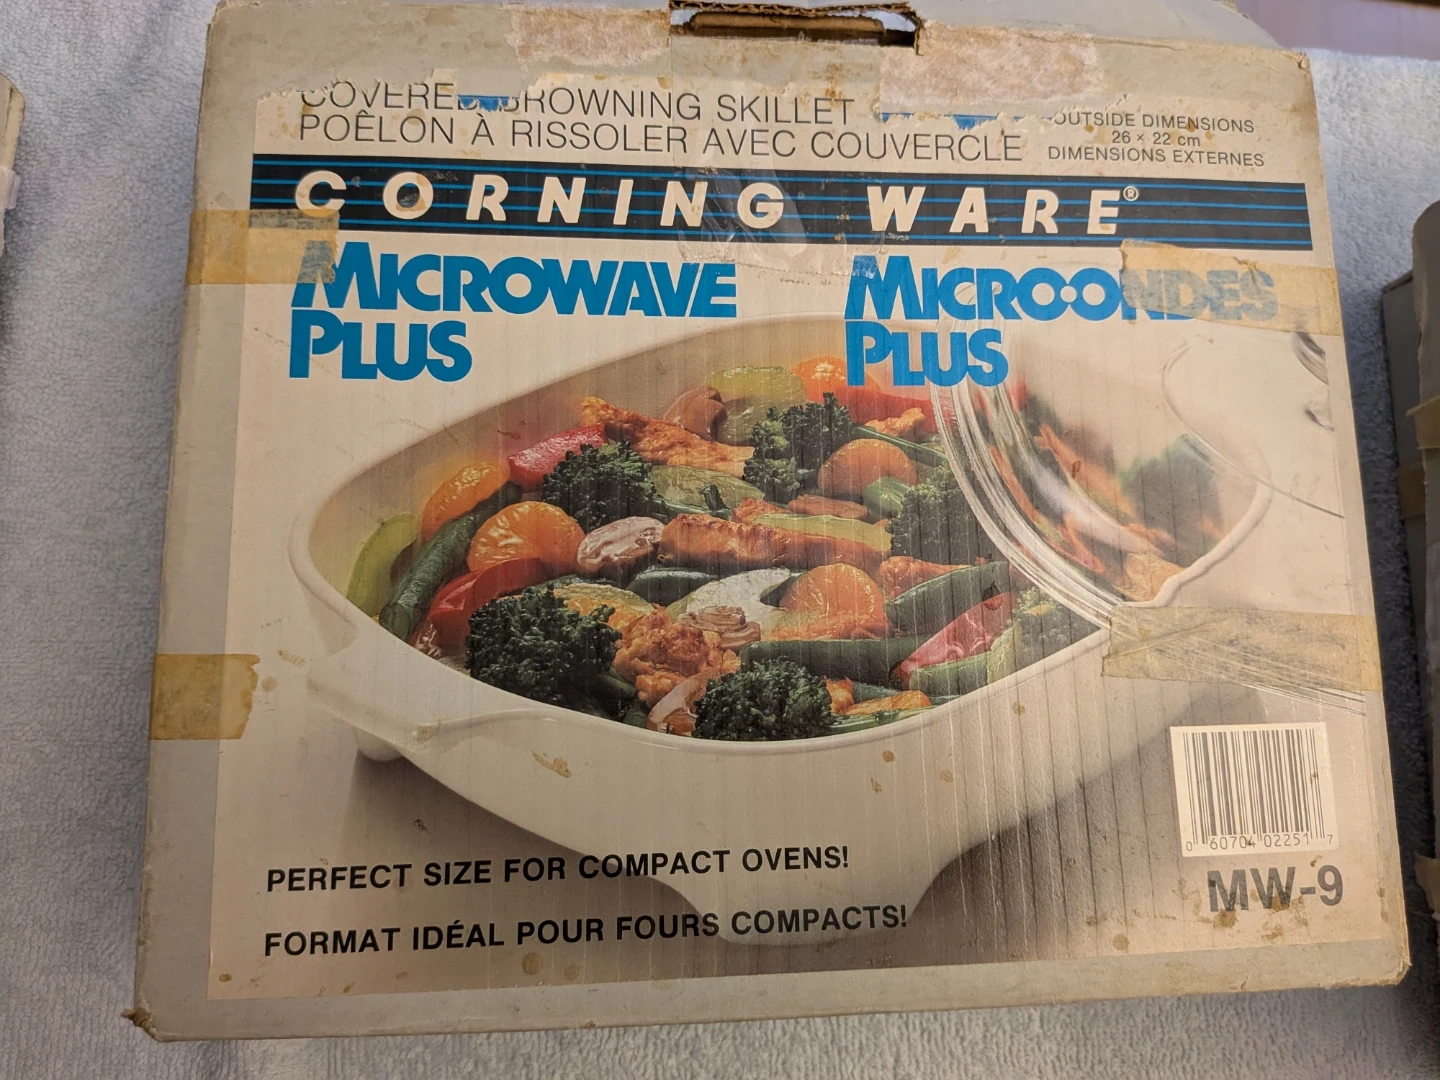 COVERED BROWNING SKILLET
POÊLON À RISSOLER AVEC COUVERCLE
OUTSIDE DIMENSIONS
26 × 22 cm
DIMENSIONS EXTERNES
CORNING WARE®
MICROWAVE
PLUS
MICRO•ONDES
PLUS
PERFECT SIZE FOR COMPACT OVENS!
FORMAT IDÉAL POUR FOURS COMPACTS!
0 60704 02251 7
MW-9